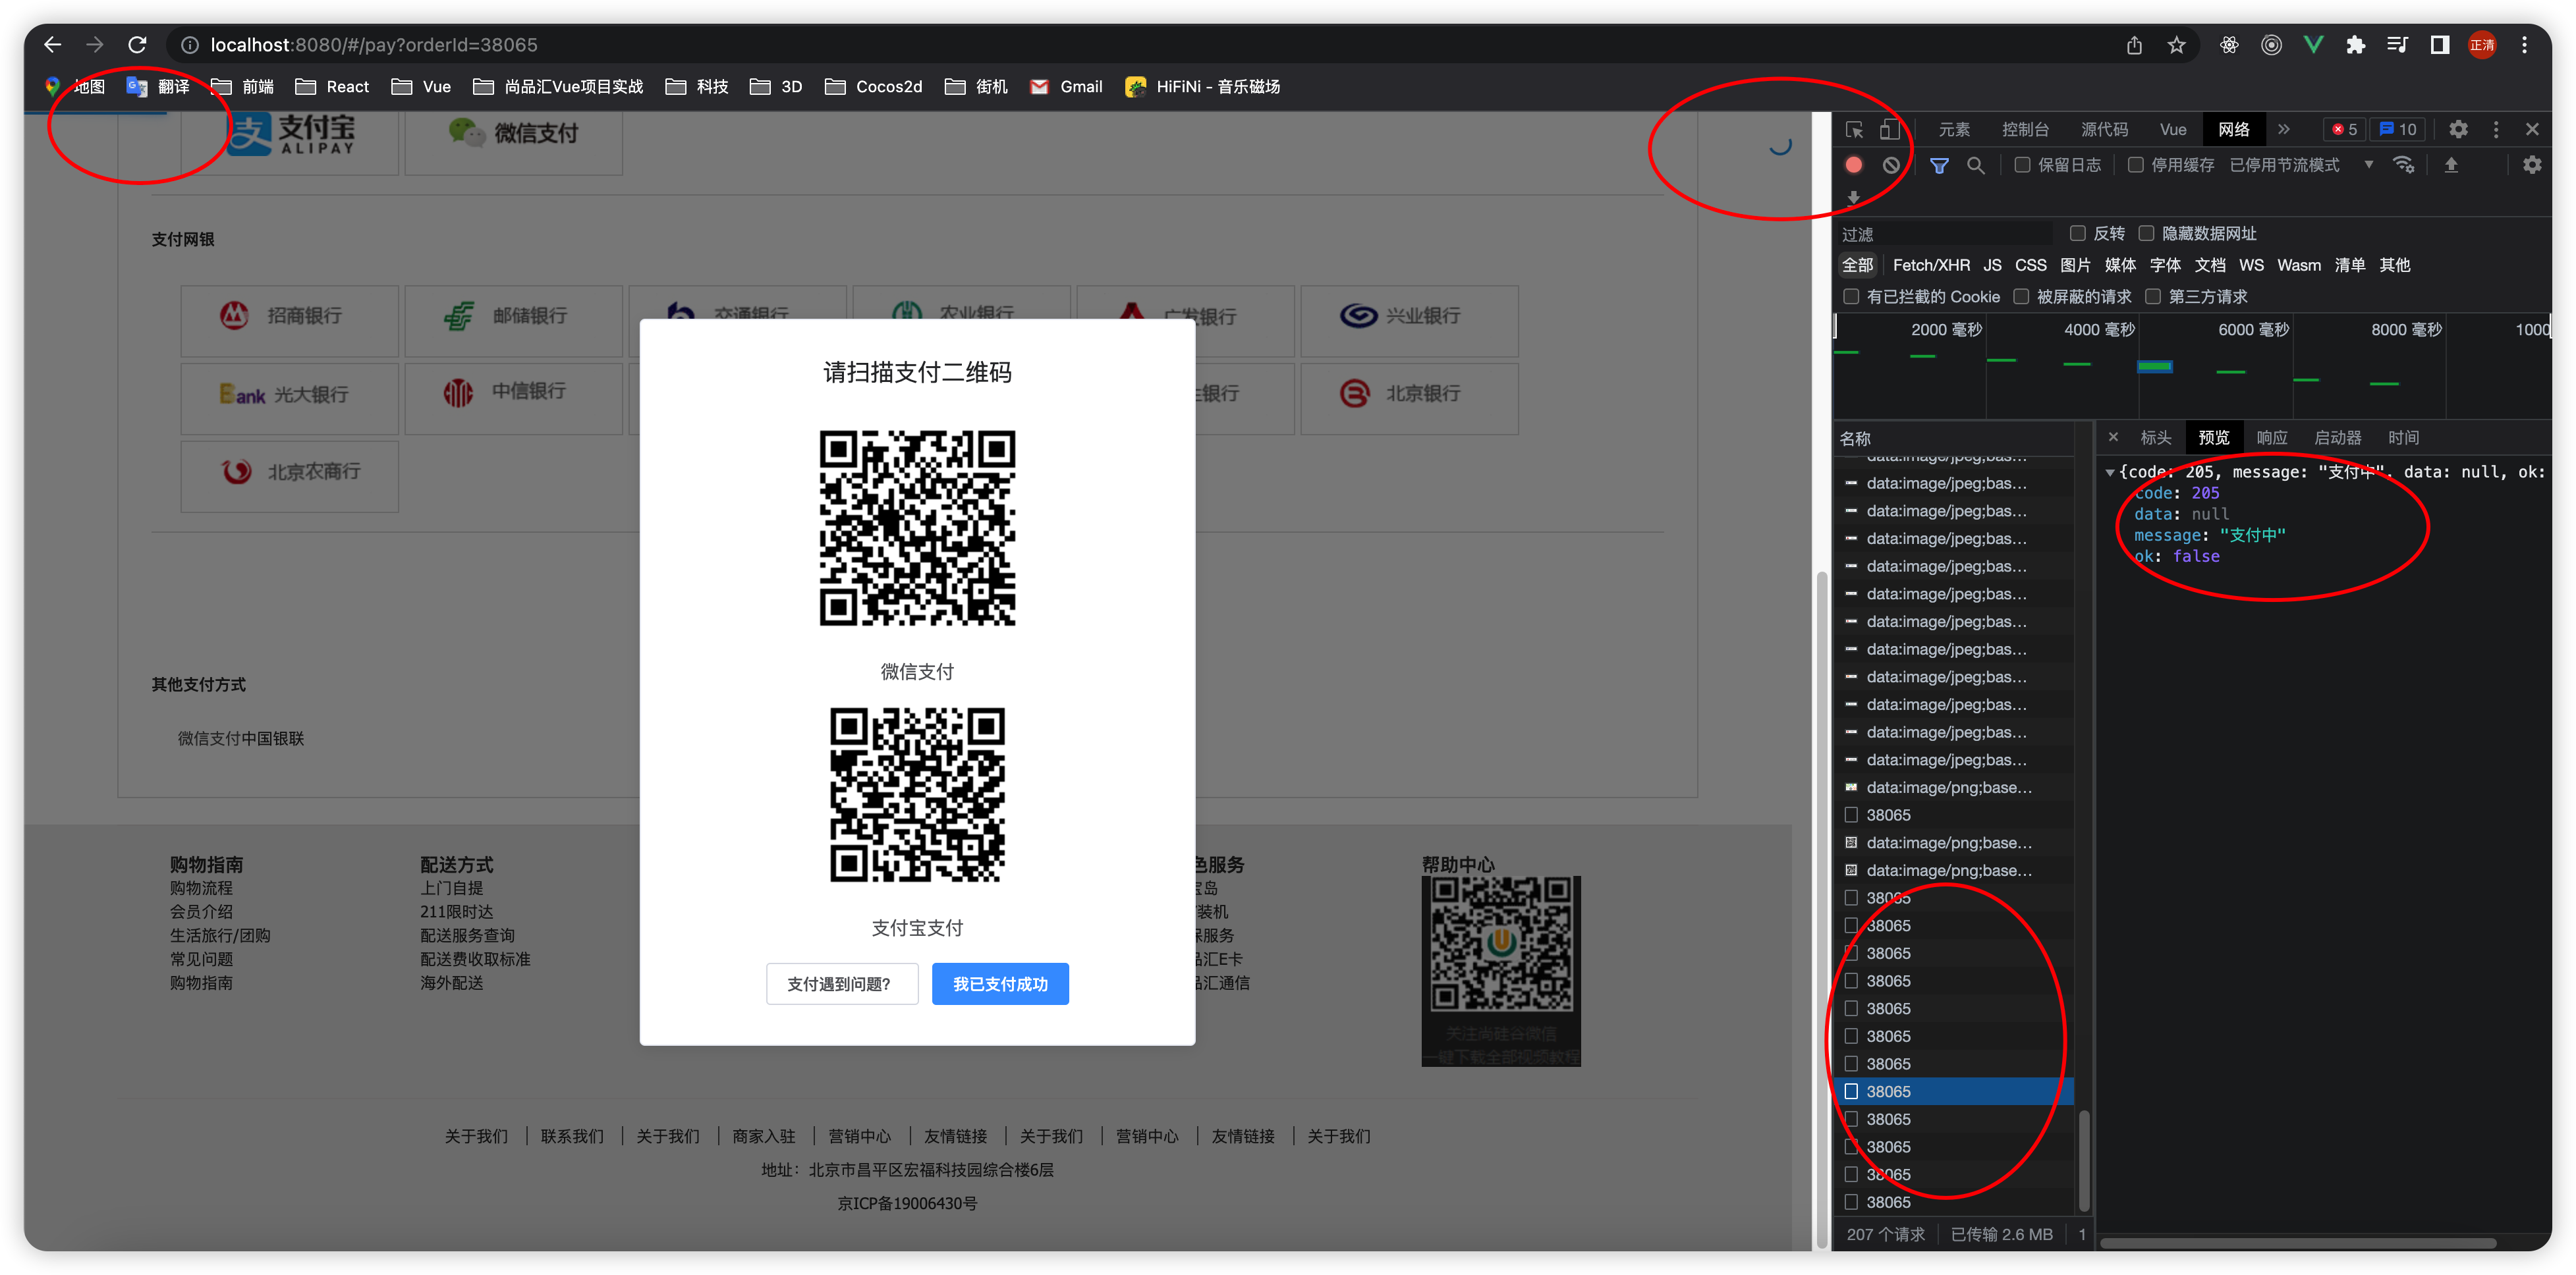 localhost:8080/#/pay?orderId=38065
正清
地图 翻译 前端 React Vue 尚品汇Vue项目实战 科技 3D Cocos2d 街机 Gmail HiFiNi - 音乐磁场
支付宝 ALIPAY 微信支付
支付网银
招商银行 邮储银行 交通银行 农业银行 广发银行 兴业银行
Bank 光大银行 中信银行 生银行 北京银行
北京农商行
其他支付方式
微信支付中国银联
请扫描支付二维码
微信支付
支付宝支付
支付遇到问题? 我已支付成功
购物指南
购物流程
会员介绍
生活旅行/团购
常见问题
购物指南
配送方式
上门自提
211限时达
配送服务查询
配送费收取标准
海外配送
色服务
宝岛
装机
保服务
品汇E卡
品汇通信
帮助中心
关注尚硅谷微信
一键下载全部视频教程
关于我们 联系我们 关于我们 商家入驻 营销中心 友情链接 关于我们 营销中心 友情链接 关于我们
地址：北京市昌平区宏福科技园综合楼6层
京ICP备19006430号
元素 控制台 源代码 Vue 网络 » 5 10
保留日志 停用缓存 已停用节流模式
过滤 反转 隐藏数据网址
全部 Fetch/XHR JS CSS 图片 媒体 字体 文档 WS Wasm 清单 其他
有已拦截的 Cookie 被屏蔽的请求 第三方请求
2000 毫秒 4000 毫秒 6000 毫秒 8000 毫秒 1000
名称
data:image/jpeg;bas…
data:image/jpeg;bas…
data:image/jpeg;bas…
data:image/jpeg;bas…
data:image/jpeg;bas…
data:image/jpeg;bas…
data:image/jpeg;bas…
data:image/jpeg;bas…
data:image/jpeg;bas…
data:image/jpeg;bas…
data:image/jpeg;bas…
data:image/jpeg;bas…
data:image/png;base…
38065
data:image/png;base…
data:image/png;base…
38065
38065
38065
38065
38065
38065
38065
38065
38065
38065
38065
38065
207 个请求 已传输 2.6 MB 1
标头 预览 响应 启动器 时间
{code: 205, message: "支付中", data: null, ok:
code: 205
data: null
message: "支付中"
ok: false